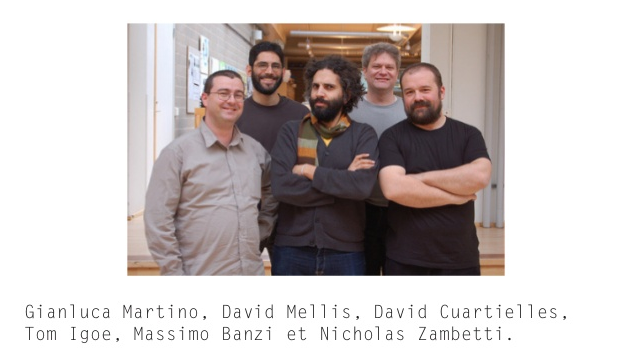 Gianluca Martino, David Mellis, David Cuartielles,
Tom Igoe, Massimo Banzi et Nicholas Zambetti.